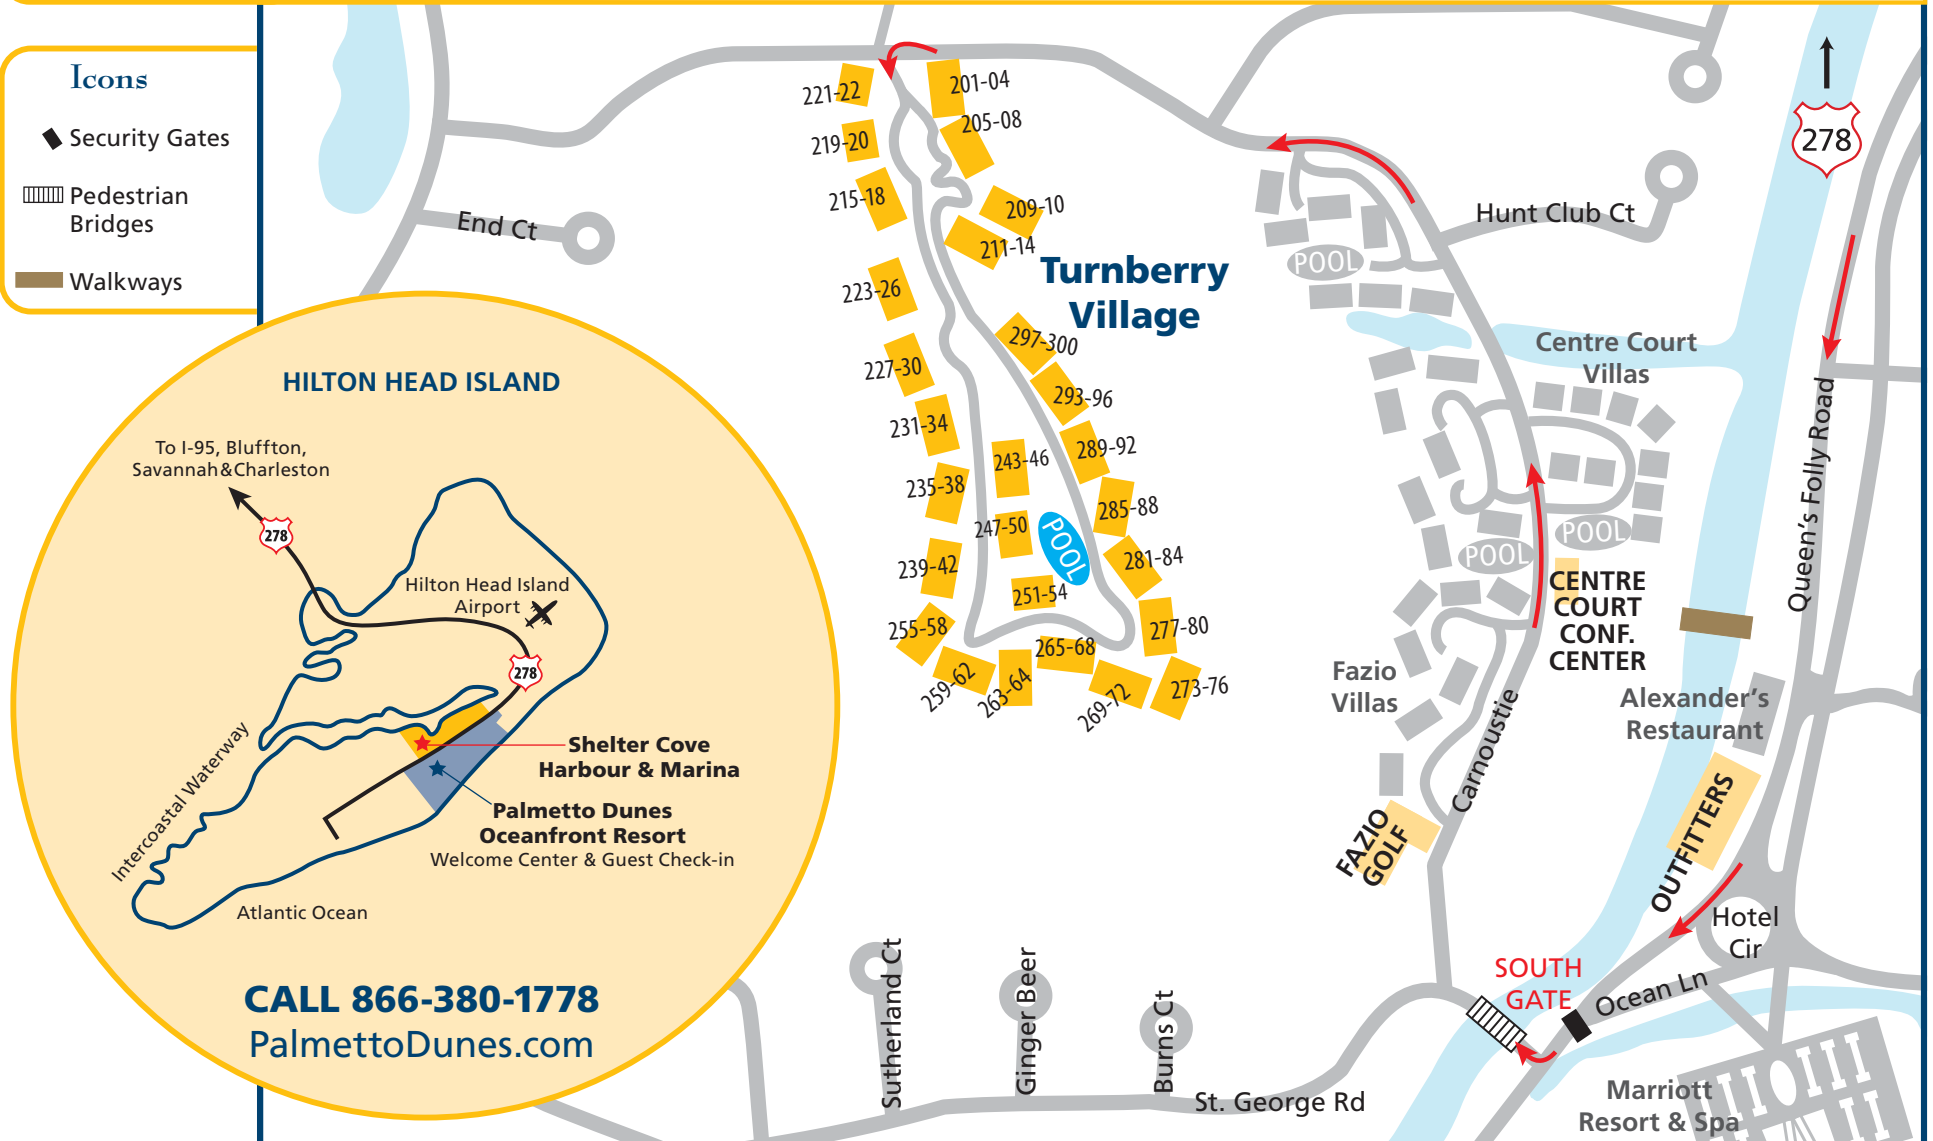 Icons
Security Gates
Pedestrian
Bridges
Walkways
HILTON HEAD ISLAND
To I-95, Bluffton,
Savannah&Charleston
278
Hilton Head Island
Airport
278
Shelter Cove
Harbour & Marina
Palmetto Dunes
Oceanfront Resort
Welcome Center & Guest Check-in
Intercoastal Waterway
Atlantic Ocean
CALL 866-380-1778
PalmettoDunes.com
End Ct
221-22
201-04
219-20
205-08
215-18
209-10
211-14
Turnberry
Village
223-26
297-300
227-30
293-96
231-34
289-92
243-46
235-38
285-88
247-50
POOL
281-84
239-42
251-54
255-58
277-80
265-68
259-62
263-64
269-72
273-76
Hunt Club Ct
278
POOL
Centre Court
Villas
Queen's Folly Road
POOL
POOL
CENTRE
COURT
CONF.
CENTER
Fazio
Villas
Carnoustie
Alexander's
Restaurant
FAZIO
GOLF
OUTFITTERS
Hotel
Cir
SOUTH
GATE
Ocean Ln
Sutherland Ct
Ginger Beer
Burns Ct
St. George Rd
Marriott
Resort & Spa